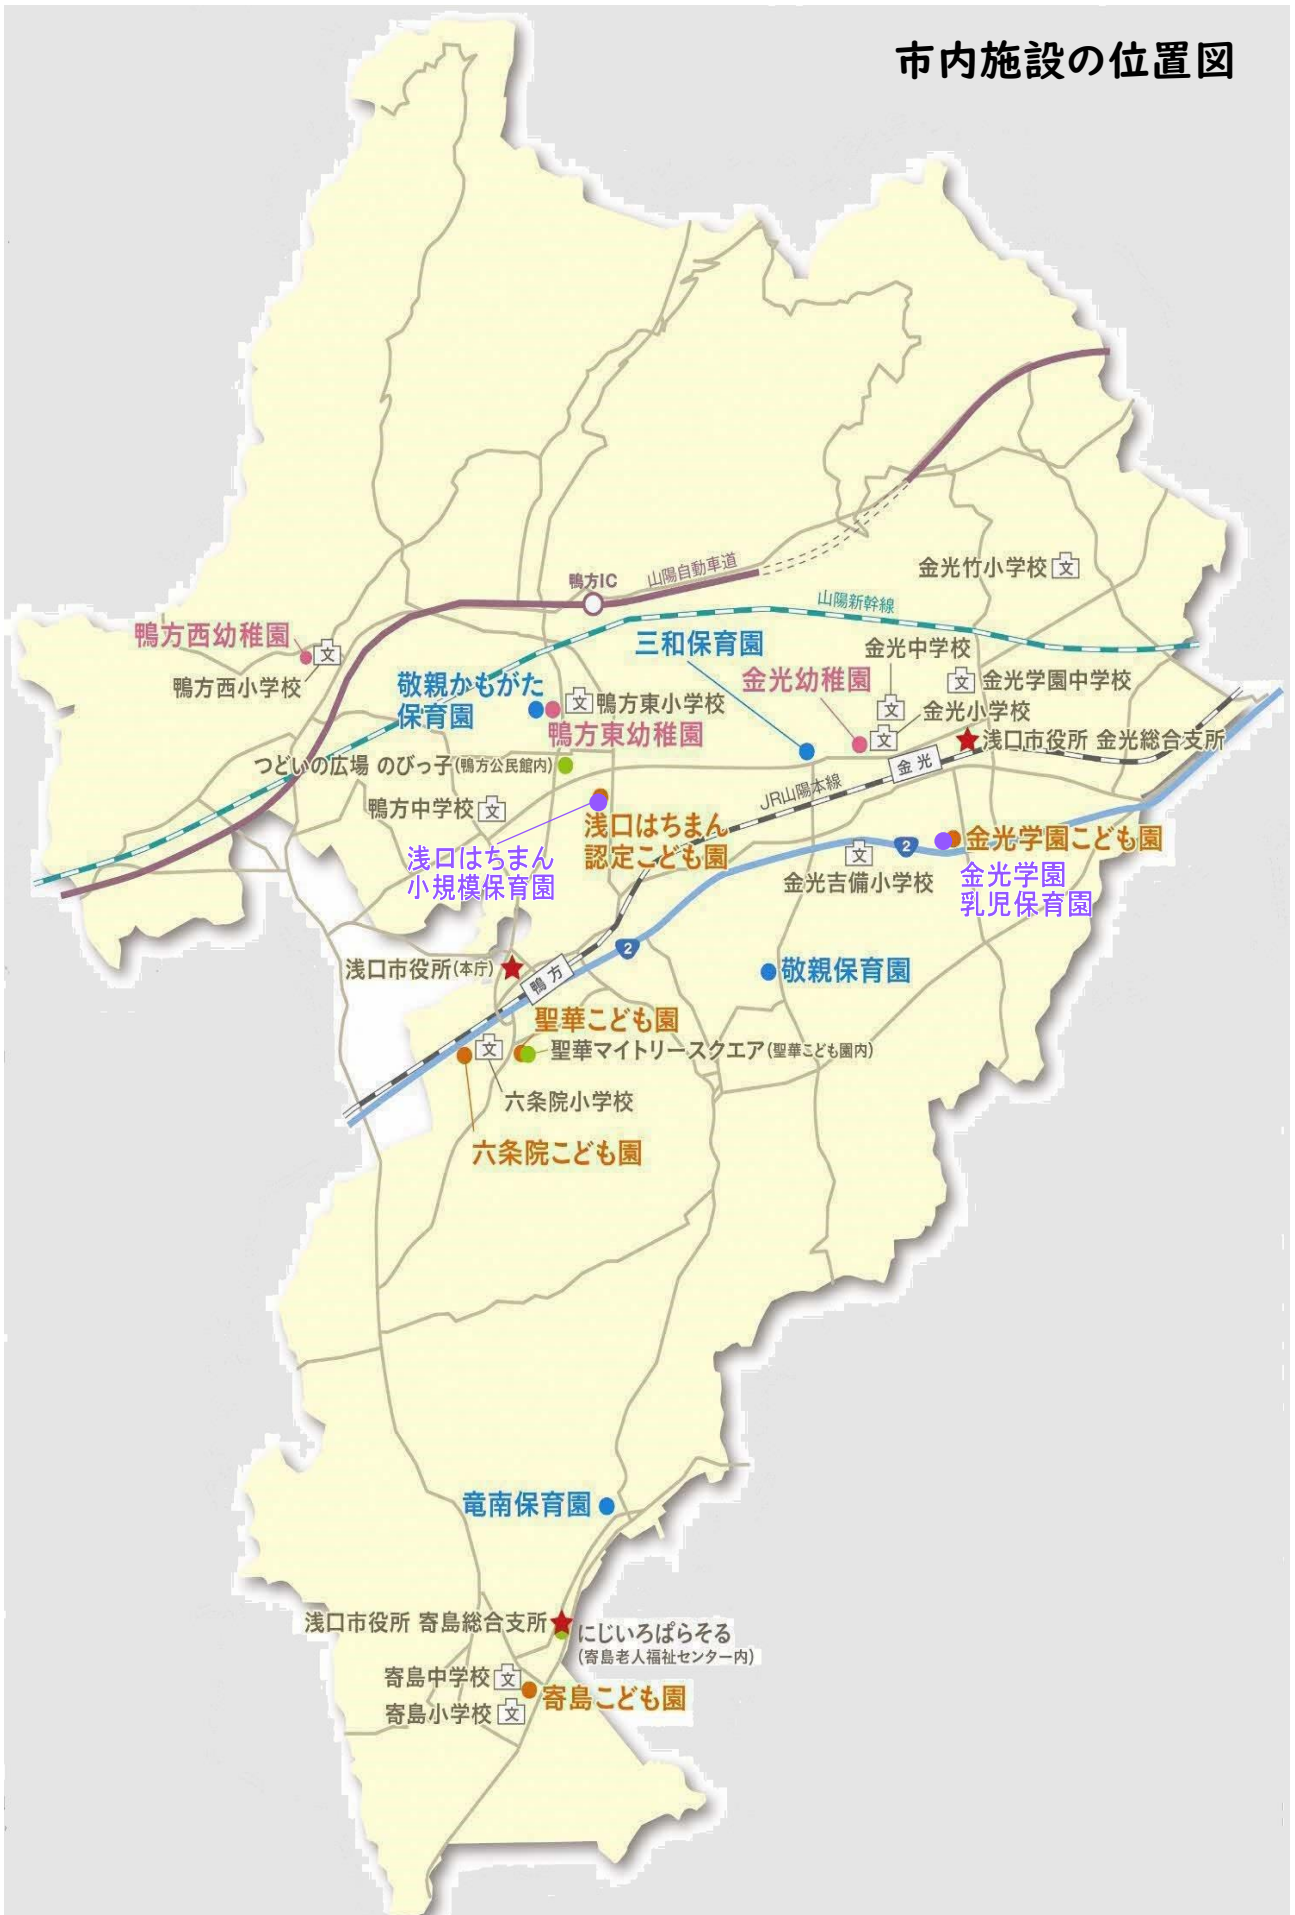 市内施設の位置図
鴨方IC
山陽自動車道
金光竹小学校
文
山陽新幹線
鴨方西幼稚園
文
鴨方西小学校
三和保育園
金光中学校
文
金光幼稚園
文
金光学園中学校
敬親かもがた
保育園
文
鴨方東小学校
金光小学校
文
鴨方東幼稚園
浅口市役所 金光総合支所
つどいの広場 のびっ子(鴨方公民館内)
金光
JR山陽本線
鴨方中学校
文
浅口はちまん
認定こども園
浅口はちまん
小規模保育園
2
金光学園こども園
文
金光吉備小学校
金光学園
乳児保育園
2
浅口市役所(本庁)
鴨方
敬親保育園
聖華こども園
文
聖華マイトリースクエア(聖華こども園内)
六条院小学校
六条院こども園
竜南保育園
浅口市役所 寄島総合支所
にじいろぱらそる
(寄島老人福祉センター内)
寄島中学校
文
寄島こども園
寄島小学校
文